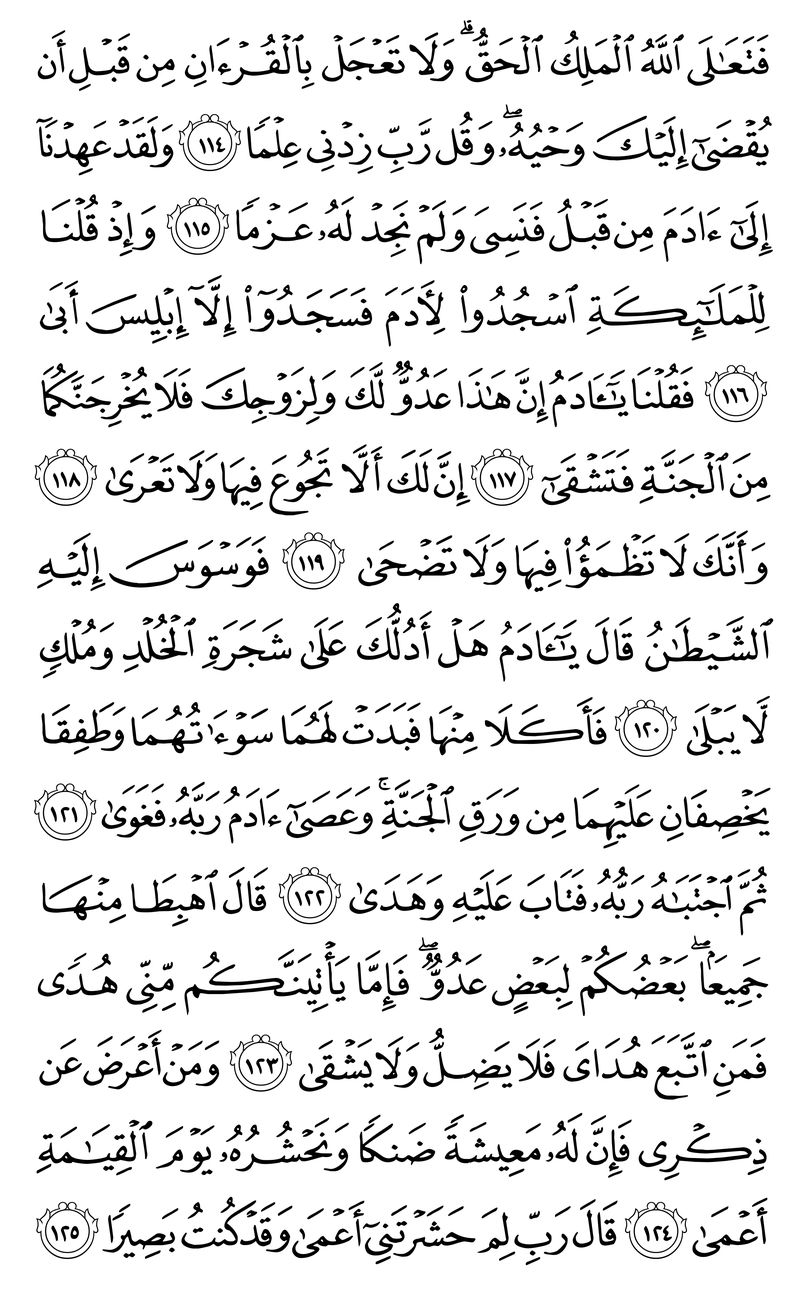 فَتَعَٰلَى ٱللَّهُ ٱلۡمَلِكُ ٱلۡحَقُّۗ وَلَا تَعۡجَلۡ بِٱلۡقُرۡءَانِ مِن قَبۡلِ أَن
يُقۡضَىٰٓ إِلَيۡكَ وَحۡيُهُۥۖ وَقُل رَّبِّ زِدۡنِي عِلۡمٗا ١١٤ وَلَقَدۡ عَهِدۡنَآ
إِلَىٰٓ ءَادَمَ مِن قَبۡلُ فَنَسِيَ وَلَمۡ نَجِدۡ لَهُۥ عَزۡمٗا ١١٥ وَإِذۡ قُلۡنَا
لِلۡمَلَٰٓئِكَةِ ٱسۡجُدُواْ لِأٓدَمَ فَسَجَدُوٓاْ إِلَّآ إِبۡلِيسَ أَبَىٰ
١١٦ فَقُلۡنَا يَٰٓـَٔادَمُ إِنَّ هَٰذَا عَدُوّٞ لَّكَ وَلِزَوۡجِكَ فَلَا يُخۡرِجَنَّكُمَا
مِنَ ٱلۡجَنَّةِ فَتَشۡقَىٰٓ ١١٧ إِنَّ لَكَ أَلَّا تَجُوعَ فِيهَا وَلَا تَعۡرَىٰ ١١٨
وَأَنَّكَ لَا تَظۡمَؤُاْ فِيهَا وَلَا تَضۡحَىٰ ١١٩ فَوَسۡوَسَ إِلَيۡهِ
ٱلشَّيۡطَٰنُ قَالَ يَٰٓـَٔادَمُ هَلۡ أَدُلُّكَ عَلَىٰ شَجَرَةِ ٱلۡخُلۡدِ وَمُلۡكٖ
لَّا يَبۡلَىٰ ١٢٠ فَأَكَلَا مِنۡهَا فَبَدَتۡ لَهُمَا سَوۡءَٰتُهُمَا وَطَفِقَا
يَخۡصِفَانِ عَلَيۡهِمَا مِن وَرَقِ ٱلۡجَنَّةِۚ وَعَصَىٰٓ ءَادَمُ رَبَّهُۥ فَغَوَىٰ ١٢١
ثُمَّ ٱجۡتَبَٰهُ رَبُّهُۥ فَتَابَ عَلَيۡهِ وَهَدَىٰ ١٢٢ قَالَ ٱهۡبِطَا مِنۡهَا
جَمِيعَۢاۖ بَعۡضُكُمۡ لِبَعۡضٍ عَدُوّٞۖ فَإِمَّا يَأۡتِيَنَّكُم مِّنِّي هُدٗى
فَمَنِ ٱتَّبَعَ هُدَايَ فَلَا يَضِلُّ وَلَا يَشۡقَىٰ ١٢٣ وَمَنۡ أَعۡرَضَ عَن
ذِكۡرِي فَإِنَّ لَهُۥ مَعِيشَةٗ ضَنكٗا وَنَحۡشُرُهُۥ يَوۡمَ ٱلۡقِيَٰمَةِ
أَعۡمَىٰ ١٢٤ قَالَ رَبِّ لِمَ حَشَرۡتَنِيٓ أَعۡمَىٰ وَقَدۡ كُنتُ بَصِيرٗا ١٢٥